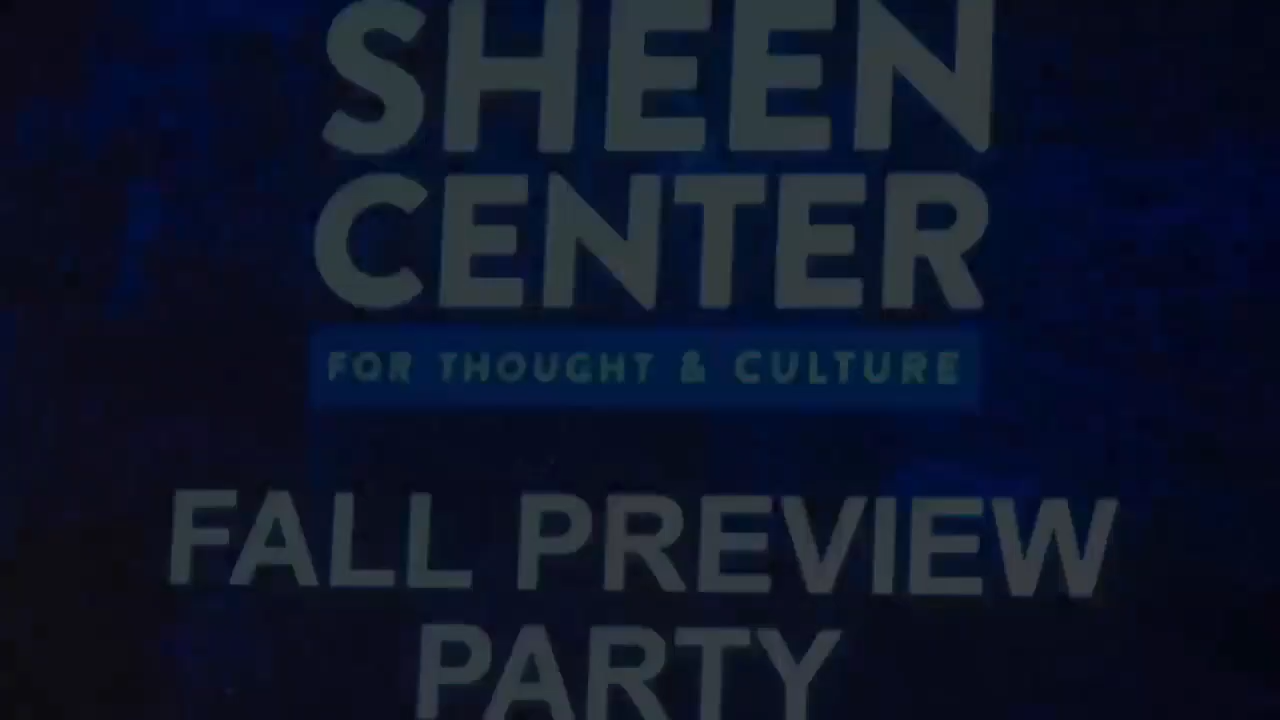 SHEEN
CENTER
FOR THOUGHT & CULTURE
FALL PREVIEW
PARTY